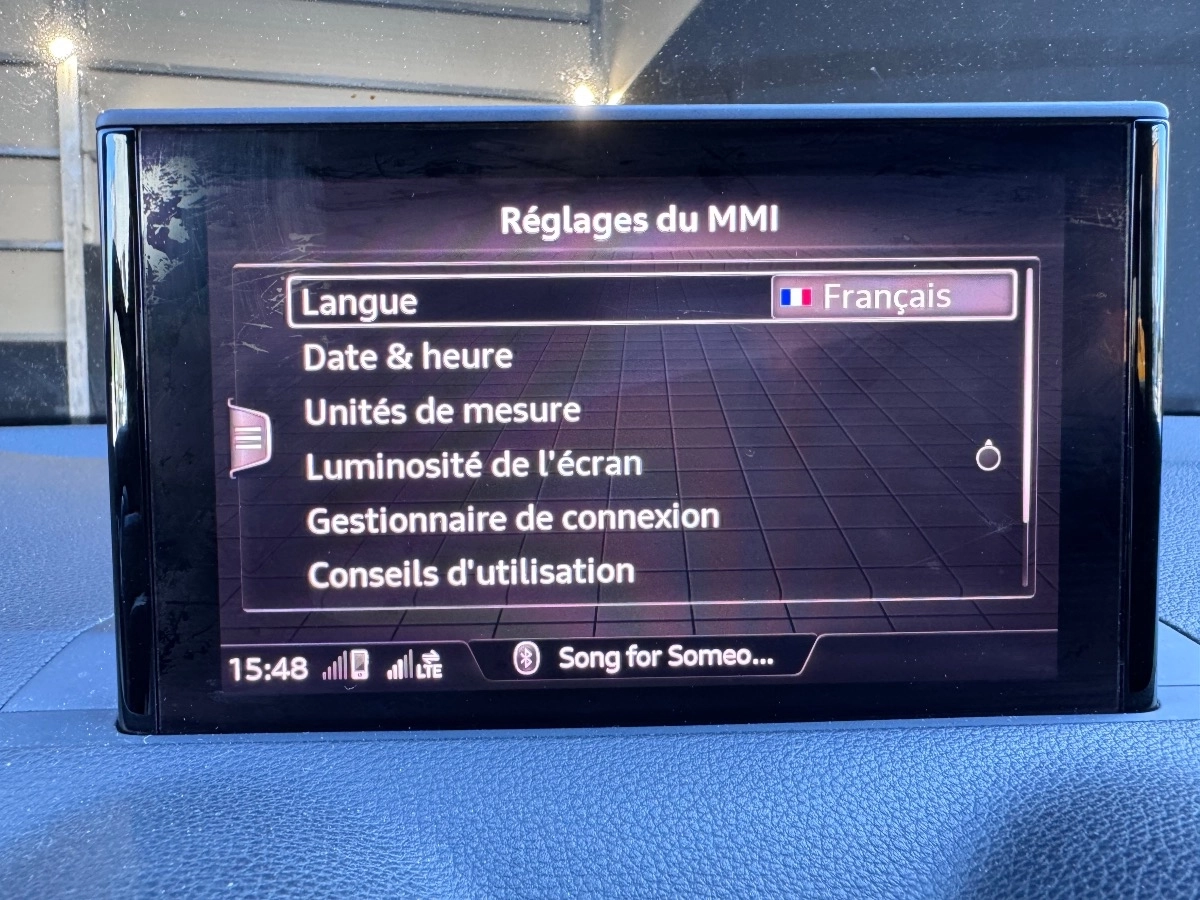 Réglages du MMI
Langue Français
Date & heure
Unités de mesure
Luminosité de l'écran
Gestionnaire de connexion
Conseils d'utilisation
15:48 LTE Song for Someo...